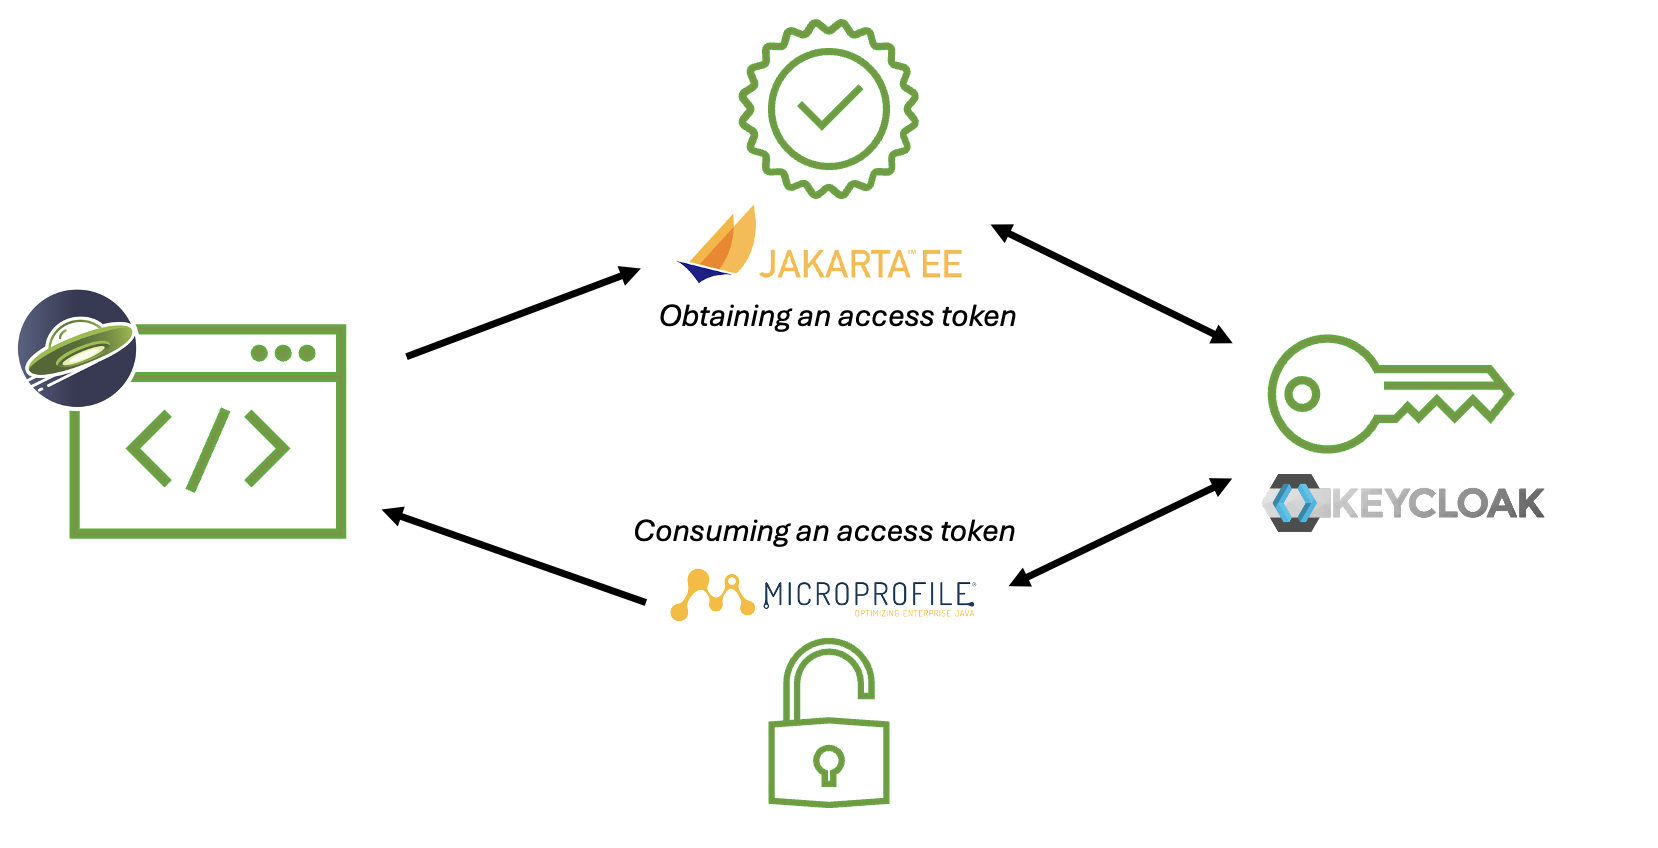 JAKARTA™ EE
Obtaining an access token
</>
KEYCLOAK
Consuming an access token
MICROPROFILE®
OPTIMIZING ENTERPRISE JAVA